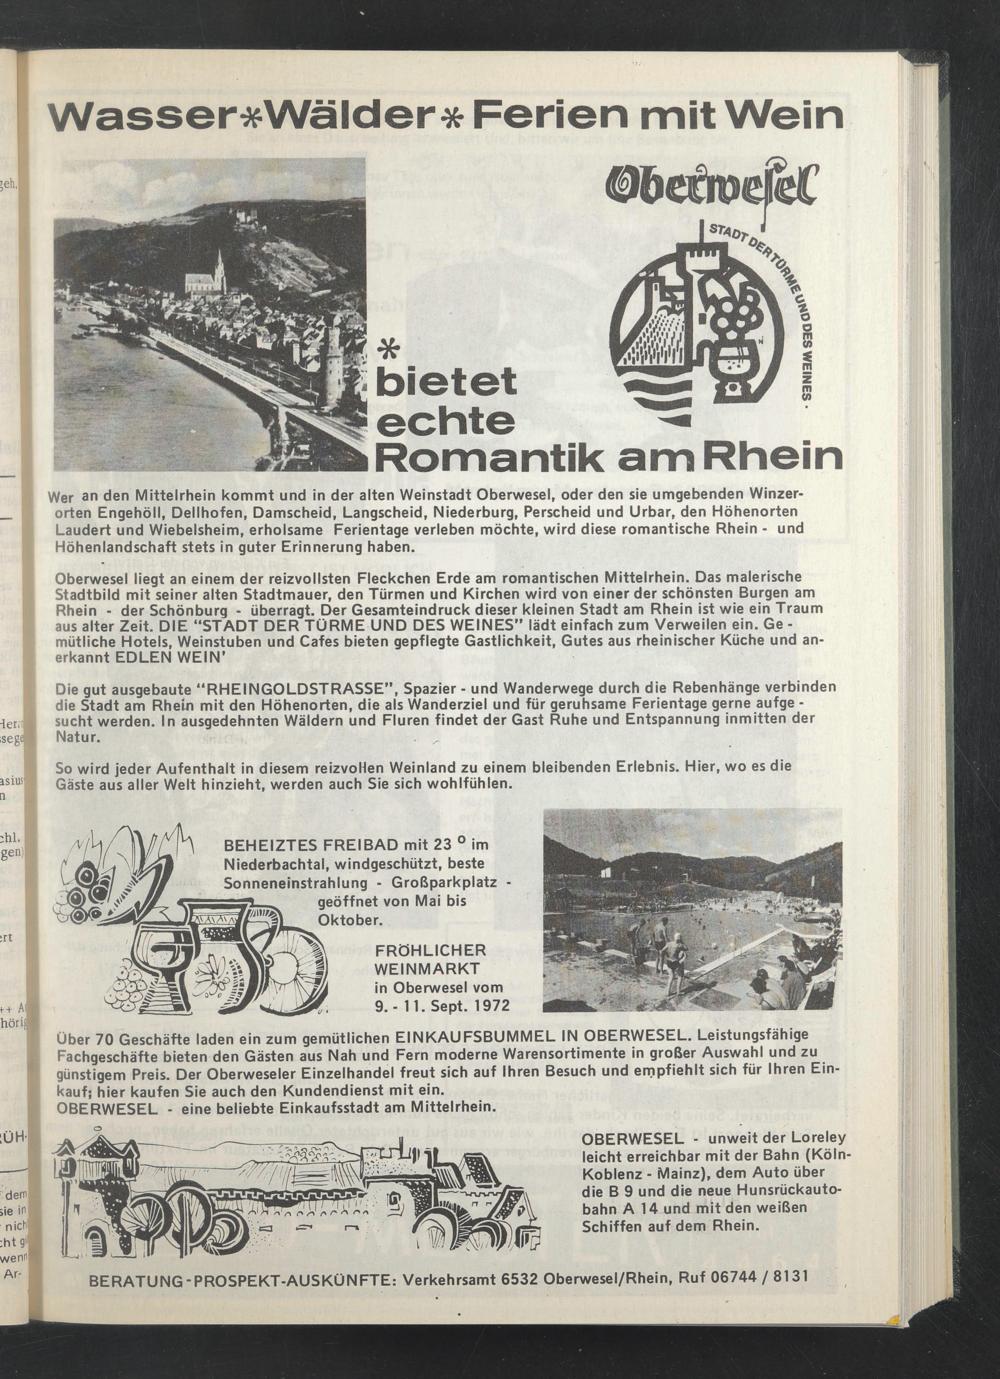 Wasser*Wälder* Ferien mit Wein
Oberwesel
STADT DER TÜRME UND DES WEINES.
*
bietet
echte
Romantik am Rhein
Wer an den Mittelrhein kommt und in der alten Weinstadt Oberwesel, oder den sie umgebenden Winzer-
orten Engehöll, Dellhofen, Damscheid, Langscheid, Niederburg, Perscheid und Urbar, den Höhenorten
Laudert und Wiebelsheim, erholsame Ferientage verleben möchte, wird diese romantische Rhein - und
Höhenlandschaft stets in guter Erinnerung haben.
Oberwesel liegt an einem der reizvollsten Fleckchen Erde am romantischen Mittelrhein. Das malerische
Stadtbild mit seiner alten Stadtmauer, den Türmen und Kirchen wird von einer der schönsten Burgen am
Rhein - der Schönburg - überragt. Der Gesamteindruck dieser kleinen Stadt am Rhein ist wie ein Traum
aus alter Zeit. DIE "STADT DER TÜRME UND DES WEINES" lädt einfach zum Verweilen ein. Ge -
mütliche Hotels, Weinstuben und Cafes bieten gepflegte Gastlichkeit, Gutes aus rheinischer Küche und an-
erkannt EDLEN WEIN'
Die gut ausgebaute "RHEINGOLDSTRASSE", Spazier - und Wanderwege durch die Rebenhänge verbinden
die Stadt am Rhein mit den Höhenorten, die als Wanderziel und für geruhsame Ferientage gerne aufge -
sucht werden. In ausgedehnten Wäldern und Fluren findet der Gast Ruhe und Entspannung inmitten der
Natur.
So wird jeder Aufenthalt in diesem reizvollen Weinland zu einem bleibenden Erlebnis. Hier, wo es die
Gäste aus aller Welt hinzieht, werden auch Sie sich wohlfühlen.
BEHEIZTES FREIBAD mit 23 ° im
Niederbachtal, windgeschützt, beste
Sonneneinstrahlung - Großparkplatz -
geöffnet von Mai bis
Oktober.
FRÖHLICHER
WEINMARKT
in Oberwesel vom
9. - 11. Sept. 1972
Über 70 Geschäfte laden ein zum gemütlichen EINKAUFSBUMMEL IN OBERWESEL. Leistungsfähige
Fachgeschäfte bieten den Gästen aus Nah und Fern moderne Warensortimente in großer Auswahl und zu
günstigem Preis. Der Oberweseler Einzelhandel freut sich auf Ihren Besuch und empfiehlt sich für Ihren Ein-
kauf; hier kaufen Sie auch den Kundendienst mit ein.
OBERWESEL - eine beliebte Einkaufsstadt am Mittelrhein.
OBERWESEL - unweit der Loreley
leicht erreichbar mit der Bahn (Köln-
Koblenz - Mainz), dem Auto über
die B 9 und die neue Hunsrückauto-
bahn A 14 und mit den weißen
Schiffen auf dem Rhein.
BERATUNG-PROSPEKT-AUSKÜNFTE: Verkehrsamt 6532 Oberwesel/Rhein, Ruf 06744 / 8131